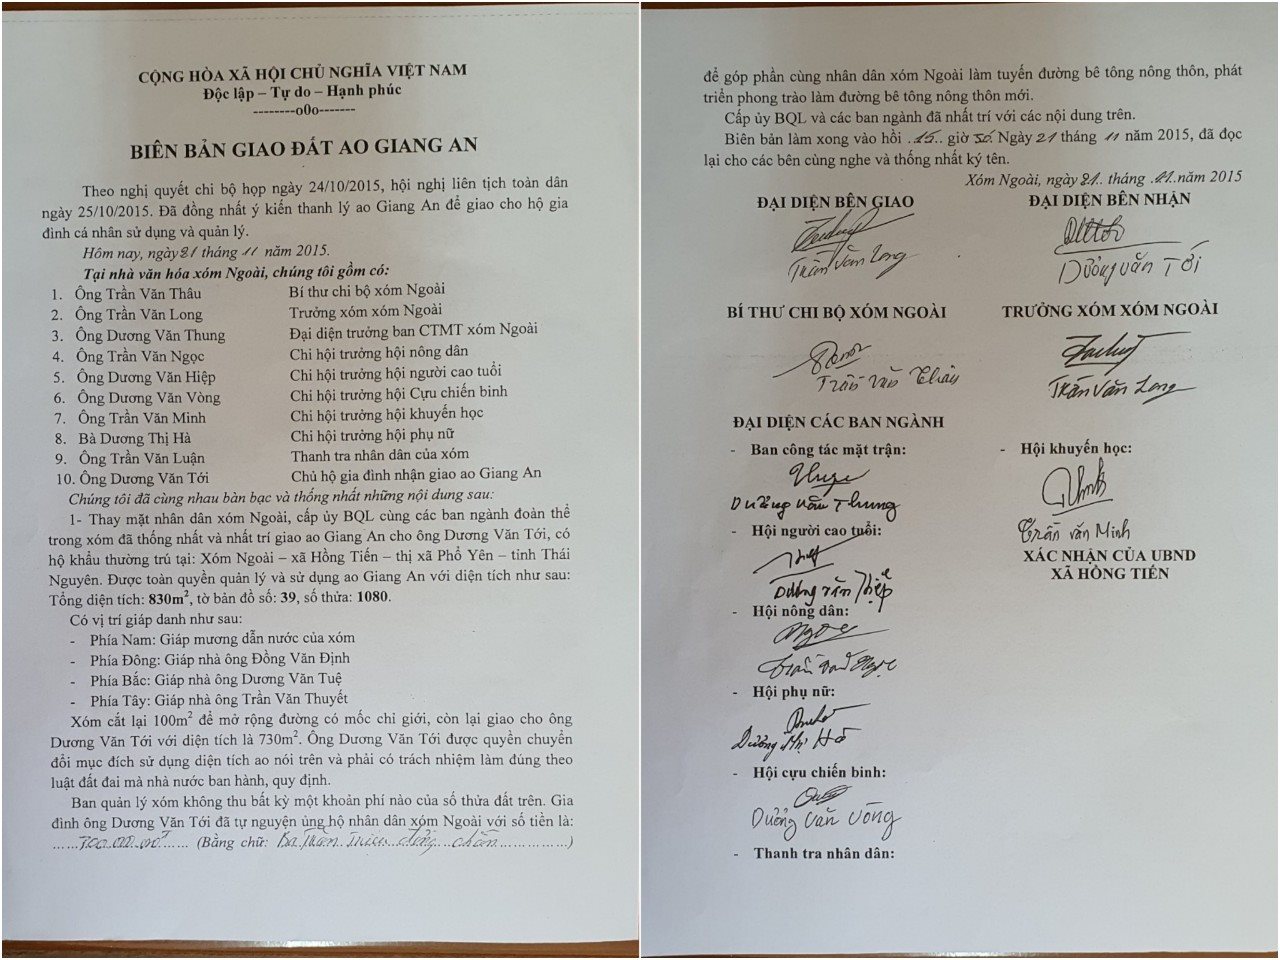 CỘNG HÒA XÃ HỘI CHỦ NGHĨA VIỆT NAM
Độc lập – Tự do – Hạnh phúc
--------o0o-------
BIÊN BẢN GIAO ĐẤT AO GIANG AN
Theo nghị quyết chi bộ họp ngày 24/10/2015, hội nghị liên tịch toàn dân
ngày 25/10/2015. Đã đồng nhất ý kiến thanh lý ao Giang An để giao cho hộ gia
đình cá nhân sử dụng và quản lý.
Hôm nay, ngày 21 tháng 11 năm 2015.
Tại nhà văn hóa xóm Ngoài, chúng tôi gồm có:
1. Ông Trần Văn Thâu Bí thư chi bộ xóm Ngoài
2. Ông Trần Văn Long Trưởng xóm xóm Ngoài
3. Ông Dương Văn Thung Đại diện trưởng ban CTMT xóm Ngoài
4. Ông Trần Văn Ngọc Chi hội trưởng hội nông dân
5. Ông Dương Văn Hiệp Chi hội trưởng hội người cao tuổi
6. Ông Dương Văn Vòng Chi hội trưởng hội Cựu chiến binh
7. Ông Trần Văn Minh Chi hội trưởng hội khuyến học
8. Bà Dương Thị Hà Chi hội trưởng hội phụ nữ
9. Ông Trần Văn Luận Thanh tra nhân dân của xóm
10. Ông Dương Văn Tới Chủ hộ gia đình nhận giao ao Giang An
Chúng tôi đã cùng nhau bàn bạc và thống nhất những nội dung sau:
1- Thay mặt nhân dân xóm Ngoài, cấp ủy BQL cùng các ban ngành đoàn thể
trong xóm đã thống nhất và nhất trí giao ao Giang An cho ông Dương Văn Tới, có
hộ khẩu thường trú tại: Xóm Ngoài – xã Hồng Tiến – thị xã Phổ Yên – tỉnh Thái
Nguyên. Được toàn quyền quản lý và sử dụng ao Giang An với diện tích như sau:
Tổng diện tích: 830m², tờ bản đồ số: 39, số thửa: 1080.
Có vị trí giáp danh như sau:
- Phía Nam: Giáp mương dẫn nước của xóm
- Phía Đông: Giáp nhà ông Đồng Văn Định
- Phía Bắc: Giáp nhà ông Dương Văn Tuệ
- Phía Tây: Giáp nhà ông Trần Văn Thuyết
Xóm cắt lại 100m² để mở rộng đường có mốc chỉ giới, còn lại giao cho ông
Dương Văn Tới với diện tích là 730m². Ông Dương Văn Tới được quyền chuyển
đổi mục đích sử dụng diện tích ao nói trên và phải có trách nhiệm làm đúng theo
luật đất đai mà nhà nước ban hành, quy định.
Ban quản lý xóm không thu bất kỳ một khoản phí nào của số thửa đất trên. Gia
đình ông Dương Văn Tới đã tự nguyện ủng hộ nhân dân xóm Ngoài với số tiền là:
(Bằng chữ: Ba Trăm Triệu đồng chẵn)
để góp phần cùng nhân dân xóm Ngoài làm tuyến đường bê tông nông thôn, phát
triển phong trào làm đường bê tông nông thôn mới.
Cấp ủy BQL và các ban ngành đã nhất trí với các nội dung trên.
Biên bản làm xong vào hồi ..15.. giờ 50. Ngày 21 tháng 11 năm 2015, đã đọc
lại cho các bên cùng nghe và thống nhất ký tên.
Xóm Ngoài, ngày 21.. tháng .11.năm 2015
ĐẠI DIỆN BÊN GIAO ĐẠI DIỆN BÊN NHẬN
Trần Văn Long Dương Văn Tới
BÍ THƯ CHI BỘ XÓM NGOÀI TRƯỞNG XÓM XÓM NGOÀI
Trần Văn Thâu Trần Văn Long
ĐẠI DIỆN CÁC BAN NGÀNH
- Ban công tác mặt trận: - Hội khuyến học:
Dương Văn Thung
- Hội người cao tuổi: Trần Văn Minh
XÁC NHẬN CỦA UBND
XÃ HỒNG TIẾN
Dương Văn Hiệp
- Hội nông dân:
Trần Văn Ngọc
- Hội phụ nữ:
Dương Thị Hà
- Hội cựu chiến binh:
Dương Văn Vòng
- Thanh tra nhân dân: